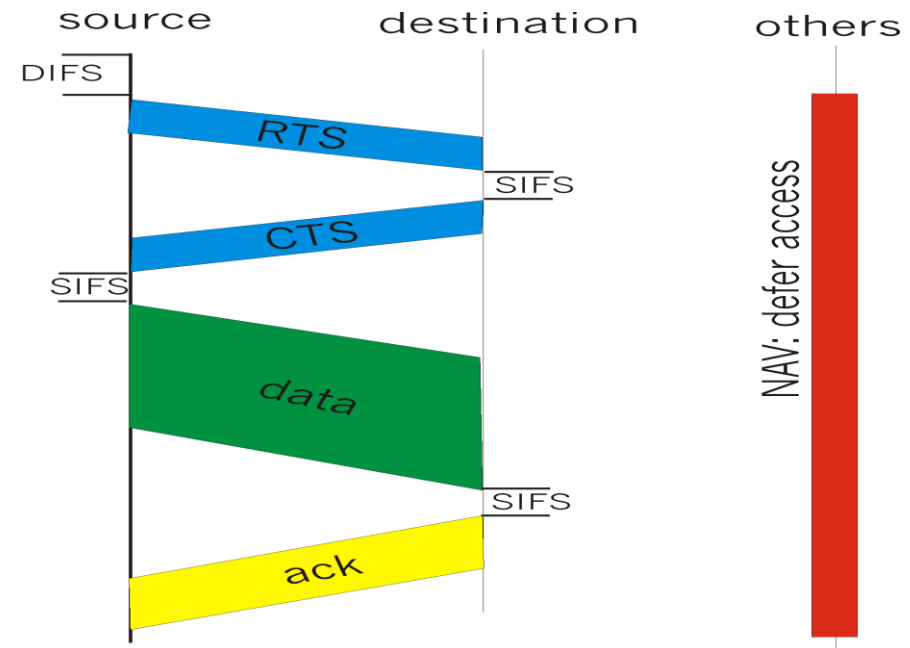 source
destination
others
DIFS
RTS
SIFS
CTS
SIFS
NAV: defer access
data
SIFS
ack